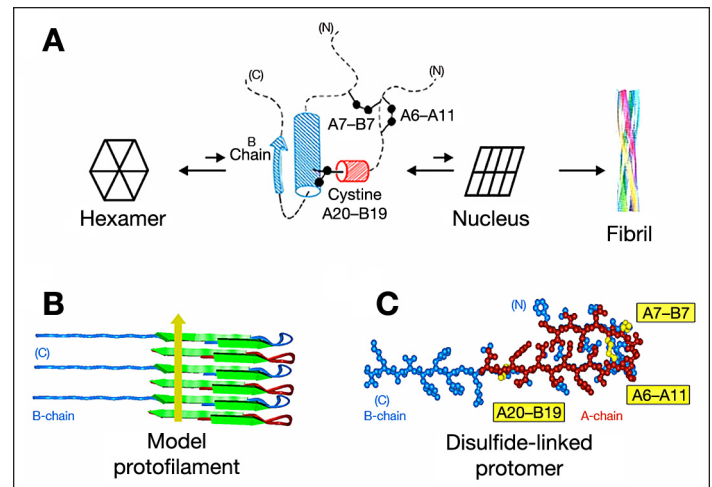 A
(N)
(C)
(N)
A7–B7
A6–A11
B
Chain
Cystine
A20–B19
Hexamer
Nucleus
Fibril
B
(C)
B-chain
Model
protofilament
C
(N)
A7–B7
A6–A11
(C)
B-chain
A20–B19
A-chain
Disulfide-linked
protomer